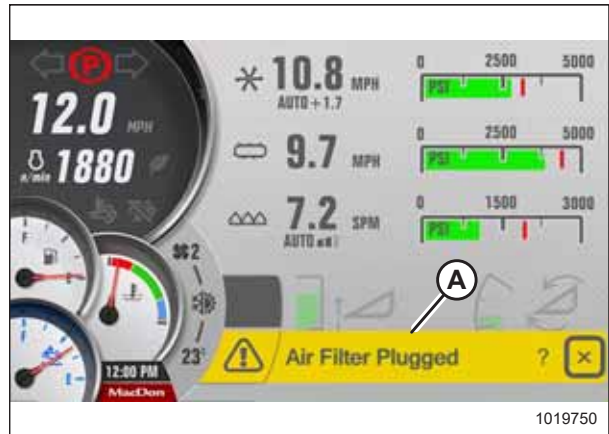 P
12.0 MPH
n/min 1880
10.8 MPH
AUTO + 1.7
0 2500 5000
PSI
9.7 MPH
0 2500 5000
PSI
7.2 SPM
AUTO
0 1500 3000
PSI
2
23°
F
E
F
E
12:00 PM
MacDon
A
Air Filter Plugged ? ×
1019750